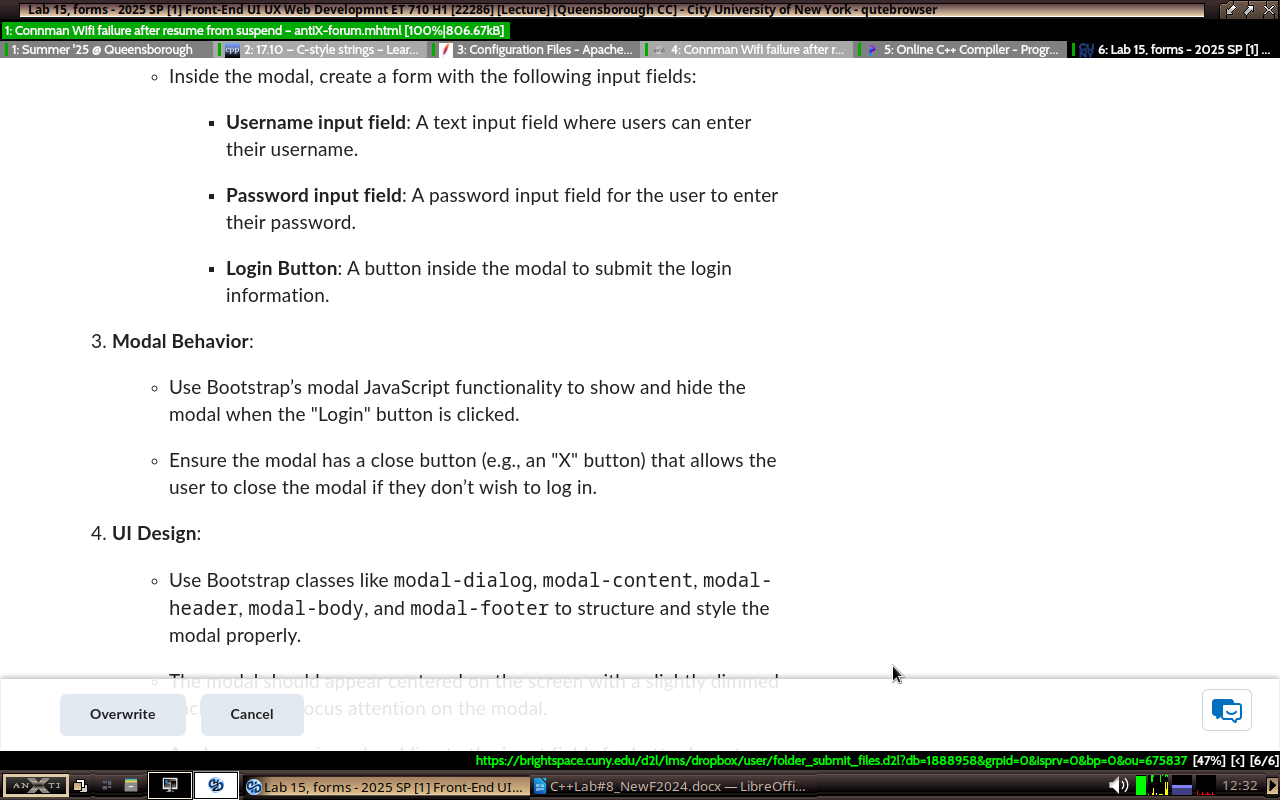 Lab 15, forms - 2025 SP [1] Front-End UI UX Web Developmnt ET 710 H1 [22286] [Lecture] [Queensborough CC] - City University of New York - qutebrowser
1: Connman Wifi failure after resume from suspend – antiX-forum.mhtml [100%|806.67kB]
1: Summer '25 @ Queensborough
2: 17.10 – C-style strings – Lear...
3: Configuration Files - Apache...
4: Connman Wifi failure after r...
5: Online C++ Compiler - Progr...
6: Lab 15, forms - 2025 SP [1] ...
◦ Inside the modal, create a form with the following input fields:
▪ Username input field: A text input field where users can enter
their username.
▪ Password input field: A password input field for the user to enter
their password.
▪ Login Button: A button inside the modal to submit the login
information.
3. Modal Behavior:
◦ Use Bootstrap’s modal JavaScript functionality to show and hide the
modal when the "Login" button is clicked.
◦ Ensure the modal has a close button (e.g., an "X" button) that allows the
user to close the modal if they don’t wish to log in.
4. UI Design:
◦ Use Bootstrap classes like modal-dialog, modal-content, modal-
header, modal-body, and modal-footer to structure and style the
modal properly.
◦ The modal should appear centered on the screen with a slightly dimmed
focus attention on the modal.
Overwrite
Cancel
https://brightspace.cuny.edu/d2l/lms/dropbox/user/folder_submit_files.d2l?db=1888958&grpid=0&isprv=0&bp=0&ou=675837 [47%] [<] [6/6]
Lab 15, forms - 2025 SP [1] Front-End UI...
C++Lab#8_NewF2024.docx — LibreOffi...
12:32